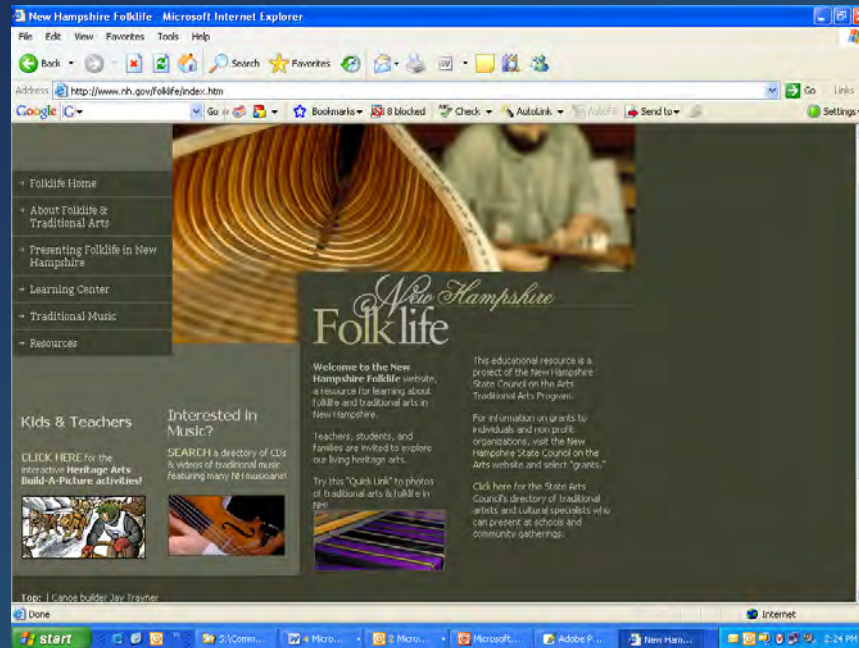 New Hampshire Folklife - Microsoft Internet Explorer
File Edit View Favorites Tools Help
Back Search Favorites
Address http://www.nh.gov/folklife/index.htm Go Links
Google G Go Bookmarks 8 blocked Check AutoLink AutoFill Send to Settings
Folklife Home
About Folklife &
Traditional Arts
Presenting Folklife in New
Hampshire
Learning Center
Traditional Music
Resources
New Hampshire
Folklife
Kids & Teachers
CLICK HERE for the
interactive Heritage Arts
Build-A-Picture activities!
Interested in
Music?
SEARCH a directory of CDs
& videos of traditional music
featuring many NH musicians!
Welcome to the New
Hampshire Folklife website,
a resource for learning about
folklife and traditional arts in
New Hampshire.
Teachers, students, and
families are invited to explore
our living heritage arts.
Try this "Quick Link" to photos
of traditional arts & folklife in
NH!
This educational resource is a
project of the New Hampshire
State Council on the Arts
Traditional Arts Program.
For information on grants to
individuals and non profit
organizations, visit the New
Hampshire State Council on the
Arts website and select "grants."
Click here for the State Arts
Council's directory of traditional
artists and cultural specialists who
can present at schools and
community gatherings.
Top: | Canoe builder Jay Trayner
Done Internet
start S:\Comm... 4 Micro... 2 Micro... Microsoft... Adobe P... New Ham... 2:24 PM